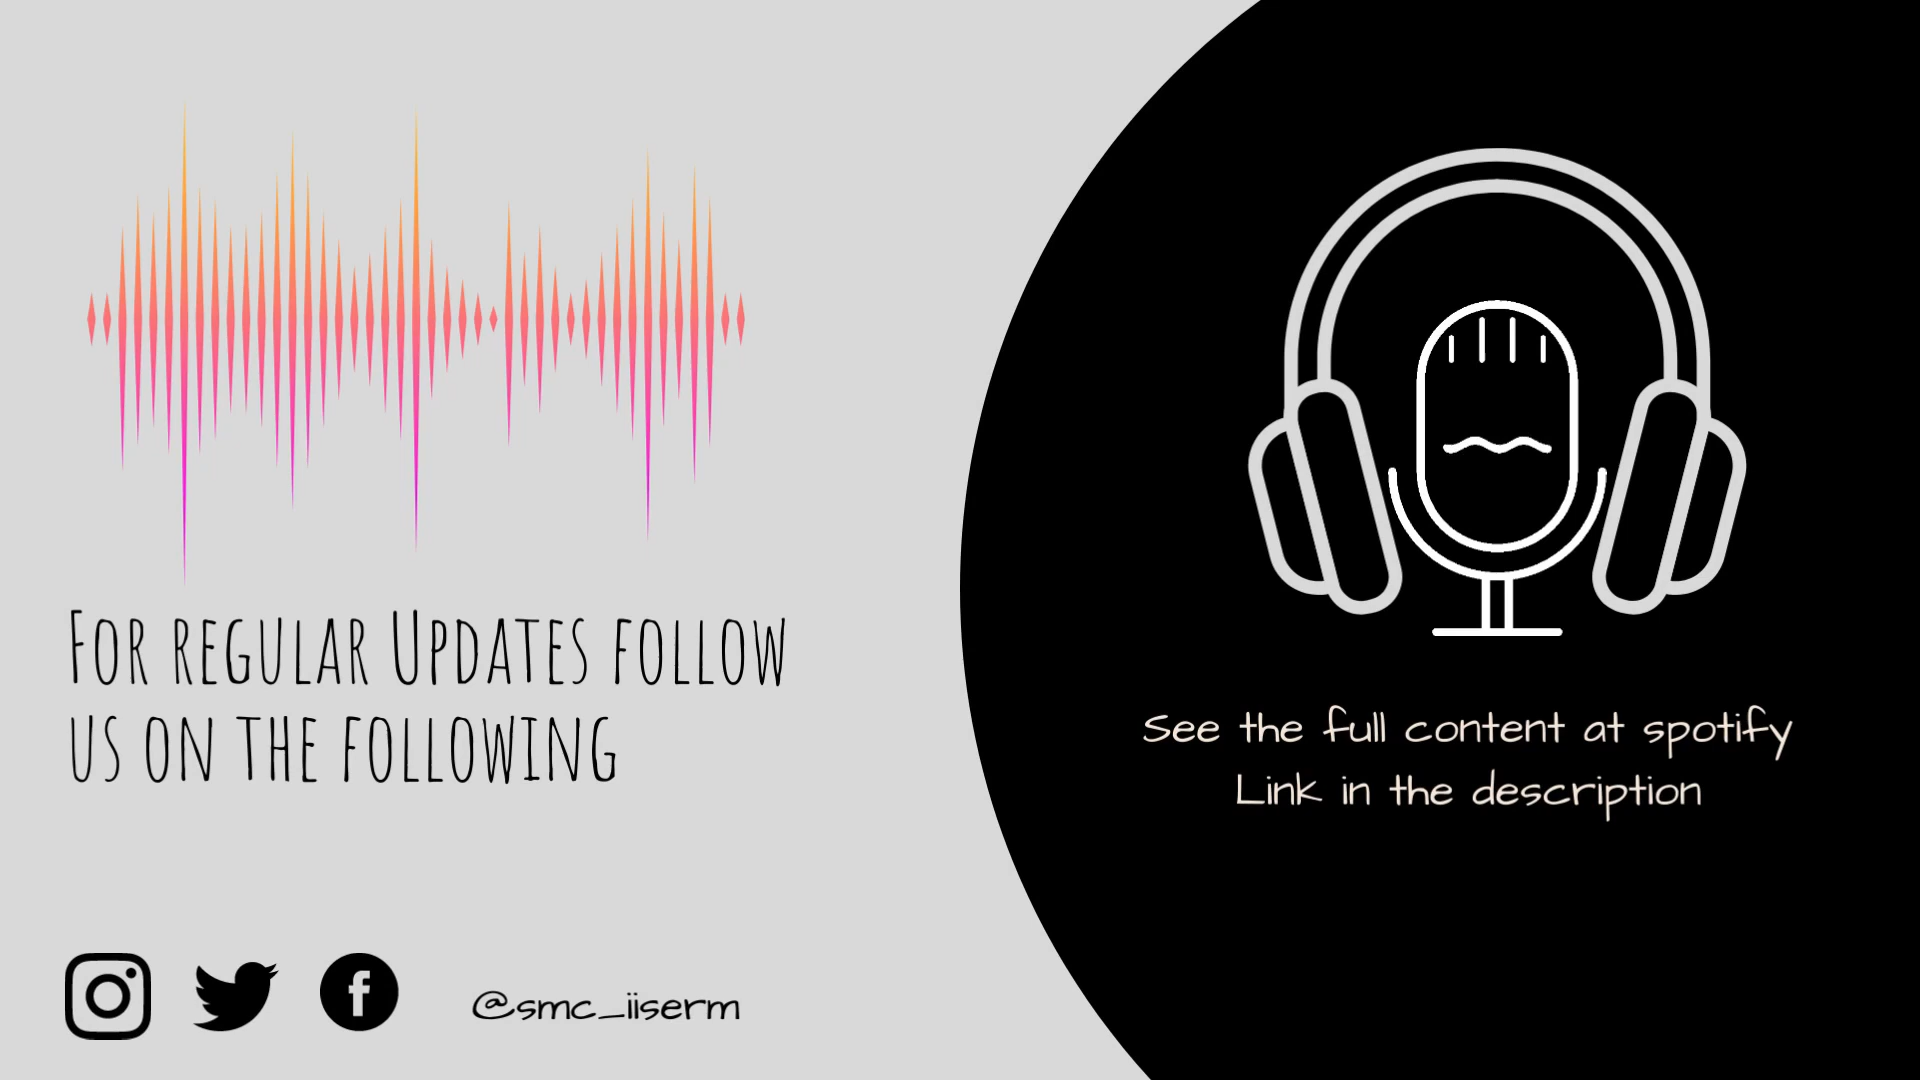 For regular Updates follow
us on the following
@smc_iiserm
See the full content at spotify
Link in the description